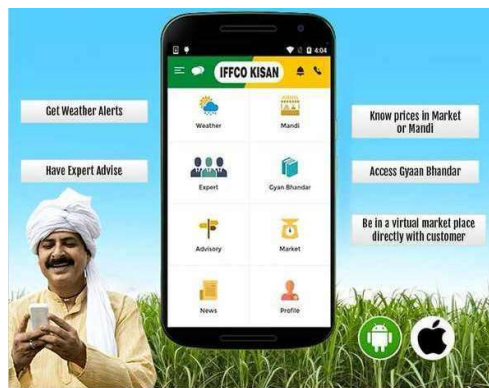 4:04
IFFCO KISAN
Weather
Mandi
Expert
Gyan Bhandar
Advisory
Market
News
Profile
Get Weather Alerts
Have Expert Advise
Know prices in Market
or Mandi
Access Gyaan Bhandar
Be in a virtual market place
directly with customer